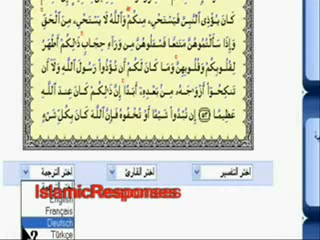 كَانَ يُؤْذِي ٱلنَّبِيَّ فَيَسْتَحْيِۦ مِنكُمْ وَٱللَّهُ لَا يَسْتَحْيِۦ مِنَ ٱلْحَقِّ
وَإِذَا سَأَلْتُمُوهُنَّ مَتَٰعًا فَسْـَٔلُوهُنَّ مِن وَرَآءِ حِجَابٍ ذَٰلِكُمْ أَطْهَرُ
لِقُلُوبِكُمْ وَقُلُوبِهِنَّ وَمَا كَانَ لَكُمْ أَن تُؤْذُوا۟ رَسُولَ ٱللَّهِ وَلَآ أَن
تَنكِحُوٓا۟ أَزْوَٰجَهُۥ مِنۢ بَعْدِهِۦٓ أَبَدًا إِنَّ ذَٰلِكُمْ كَانَ عِندَ ٱللَّهِ
عَظِيمًا ٥٣ إِن تُبْدُوا۟ شَيْـًٔا أَوْ تُخْفُوهُ فَإِنَّ ٱللَّهَ كَانَ بِكُلِّ شَىْءٍ
اختر التفسير اختر القارئ اختر الترجمة
IslamicResponses
English
Français
Deutsch
Türkçe